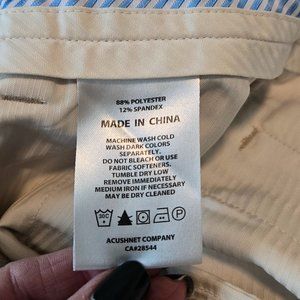 88% POLYESTER
12% SPANDEX
MADE IN CHINA
MACHINE WASH COLD
WASH DARK COLORS
SEPARATELY.
DO NOT BLEACH OR USE
FABRIC SOFTENERS.
TUMBLE DRY LOW
REMOVE IMMEDIATELY
MEDIUM IRON IF NECESSARY
MAY BE DRY CLEANED
30C P
ACUSHNET COMPANY
CA#28544